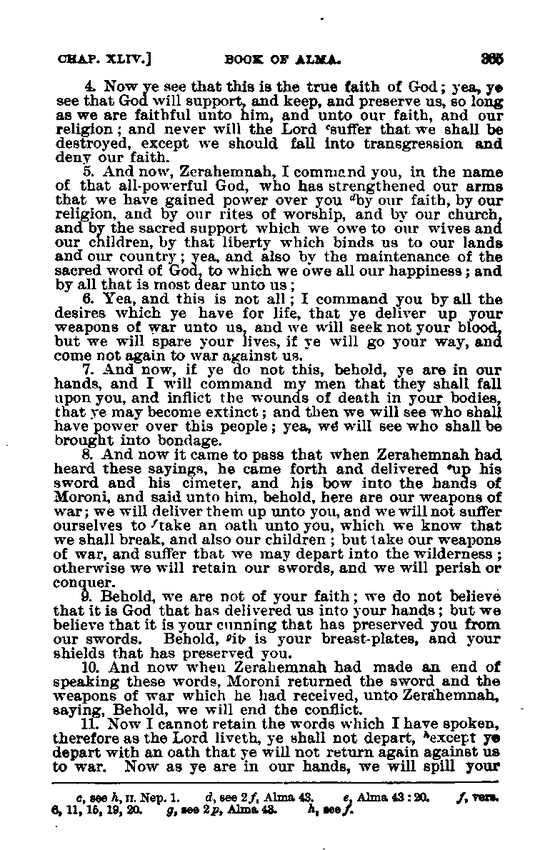 CHAP. XLIV.] BOOK OF ALMA. 365
4. Now ye see that this is the true faith of God; yea, ye
see that God will support, and keep, and preserve us, so long
as we are faithful unto him, and unto our faith, and our
religion; and never will the Lord ᶜsuffer that we shall be
destroyed, except we should fall into transgression and
deny our faith.
5. And now, Zerahemnah, I command you, in the name
of that all-powerful God, who has strengthened our arms
that we have gained power over you ᵈby our faith, by our
religion, and by our rites of worship, and by our church,
and by the sacred support which we owe to our wives and
our children, by that liberty which binds us to our lands
and our country; yea, and also by the maintenance of the
sacred word of God, to which we owe all our happiness; and
by all that is most dear unto us;
6. Yea, and this is not all; I command you by all the
desires which ye have for life, that ye deliver up your
weapons of war unto us, and we will seek not your blood,
but we will spare your lives, if ye will go your way, and
come not again to war against us.
7. And now, if ye do not this, behold, ye are in our
hands, and I will command my men that they shall fall
upon you, and inflict the wounds of death in your bodies,
that ye may become extinct; and then we will see who shall
have power over this people; yea, we will see who shall be
brought into bondage.
8. And now it came to pass that when Zerahemnah had
heard these sayings, he came forth and delivered ᵉup his
sword and his cimeter, and his bow into the hands of
Moroni, and said unto him, behold, here are our weapons of
war; we will deliver them up unto you, and we will not suffer
ourselves to ᶠtake an oath unto you, which we know that
we shall break, and also our children; but take our weapons
of war, and suffer that we may depart into the wilderness;
otherwise we will retain our swords, and we will perish or
conquer.
9. Behold, we are not of your faith; we do not believe
that it is God that has delivered us into your hands; but we
believe that it is your cunning that has preserved you from
our swords. Behold, ᵍit is your breast-plates, and your
shields that has preserved you.
10. And now when Zerahemnah had made an end of
speaking these words, Moroni returned the sword and the
weapons of war which he had received, unto Zerahemnah,
saying, Behold, we will end the conflict.
11. Now I cannot retain the words which I have spoken,
therefore as the Lord liveth, ye shall not depart, ʰexcept ye
depart with an oath that ye will not return again against us
to war. Now as ye are in our hands, we will spill your
c, see h, II. Nep. 1. d, see 2f, Alma 43. e, Alma 43:20. f, vers.
6, 11, 15, 19, 20. g, see 2p, Alma 43. h, see f.